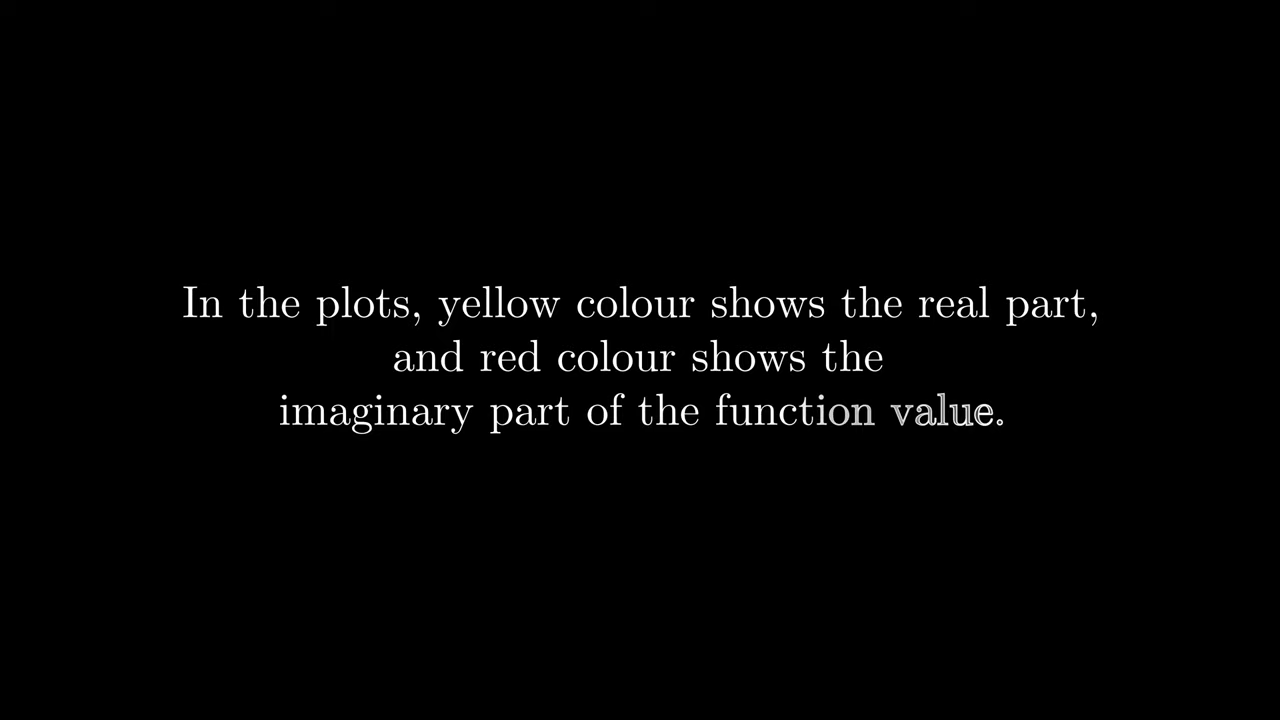 In the plots, yellow colour shows the real part,
and red colour shows the
imaginary part of the function value.